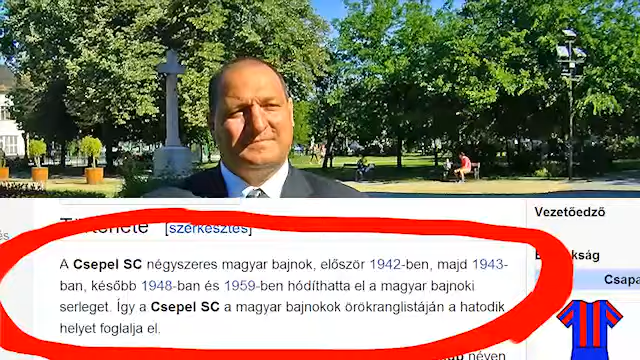 Története [szerkesztés]
Vezetőedző
A Csepel SC négyszeres magyar bajnok, először 1942-ben, majd 1943-
ban, később 1948-ban és 1959-ben hódíthatta el a magyar bajnoki
serleget. Így a Csepel SC a magyar bajnokok örökranglistáján a hatodik
helyet foglalja el.
néven